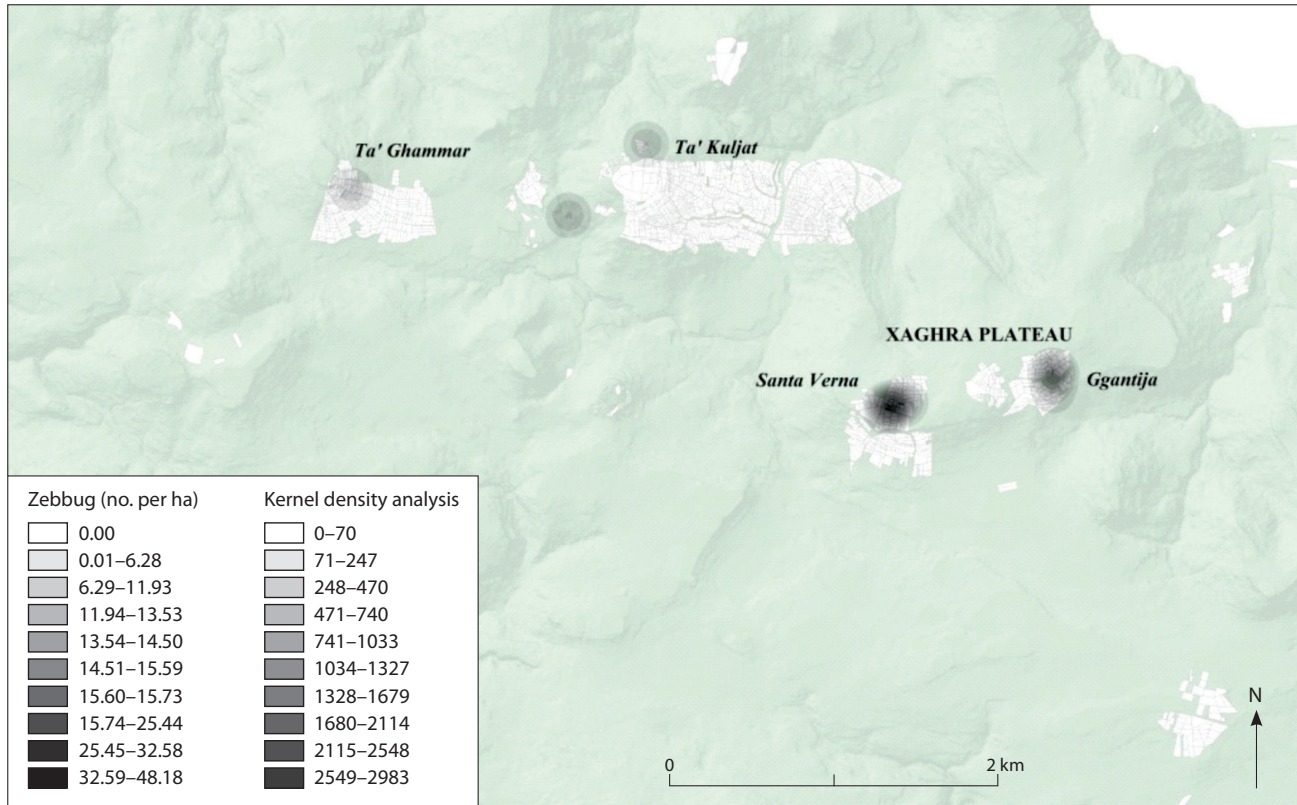 Ta' Ghammar
Ta' Kuljat
XAGHRA PLATEAU
Santa Verna
Ggantija
Zebbug (no. per ha)
0.00
0.01–6.28
6.29–11.93
11.94–13.53
13.54–14.50
14.51–15.59
15.60–15.73
15.74–25.44
25.45–32.58
32.59–48.18
Kernel density analysis
0–70
71–247
248–470
471–740
741–1033
1034–1327
1328–1679
1680–2114
2115–2548
2549–2983
0 2 km
N